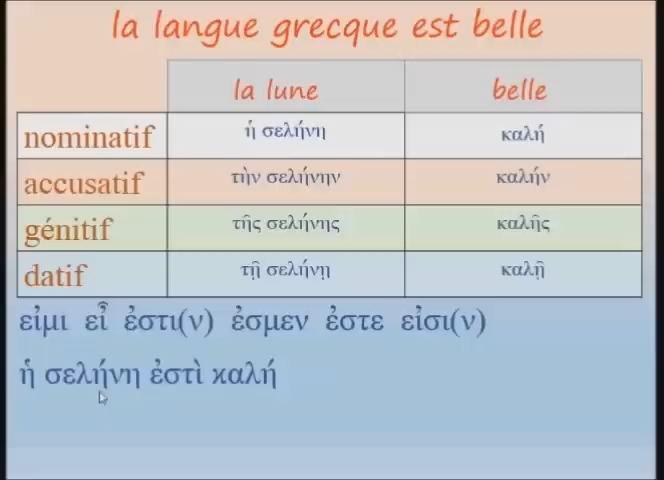 la langue grecque est belle
la lune belle
nominatif ἡ σελήνη καλή
accusatif τὴν σελήνην καλήν
génitif τῆς σελήνης καλῆς
datif τῇ σελήνῃ καλῇ
εἰμι εἶ ἐστι(ν) ἐσμεν ἐστε εἰσι(ν)
ἡ σελήνη ἐστὶ καλή